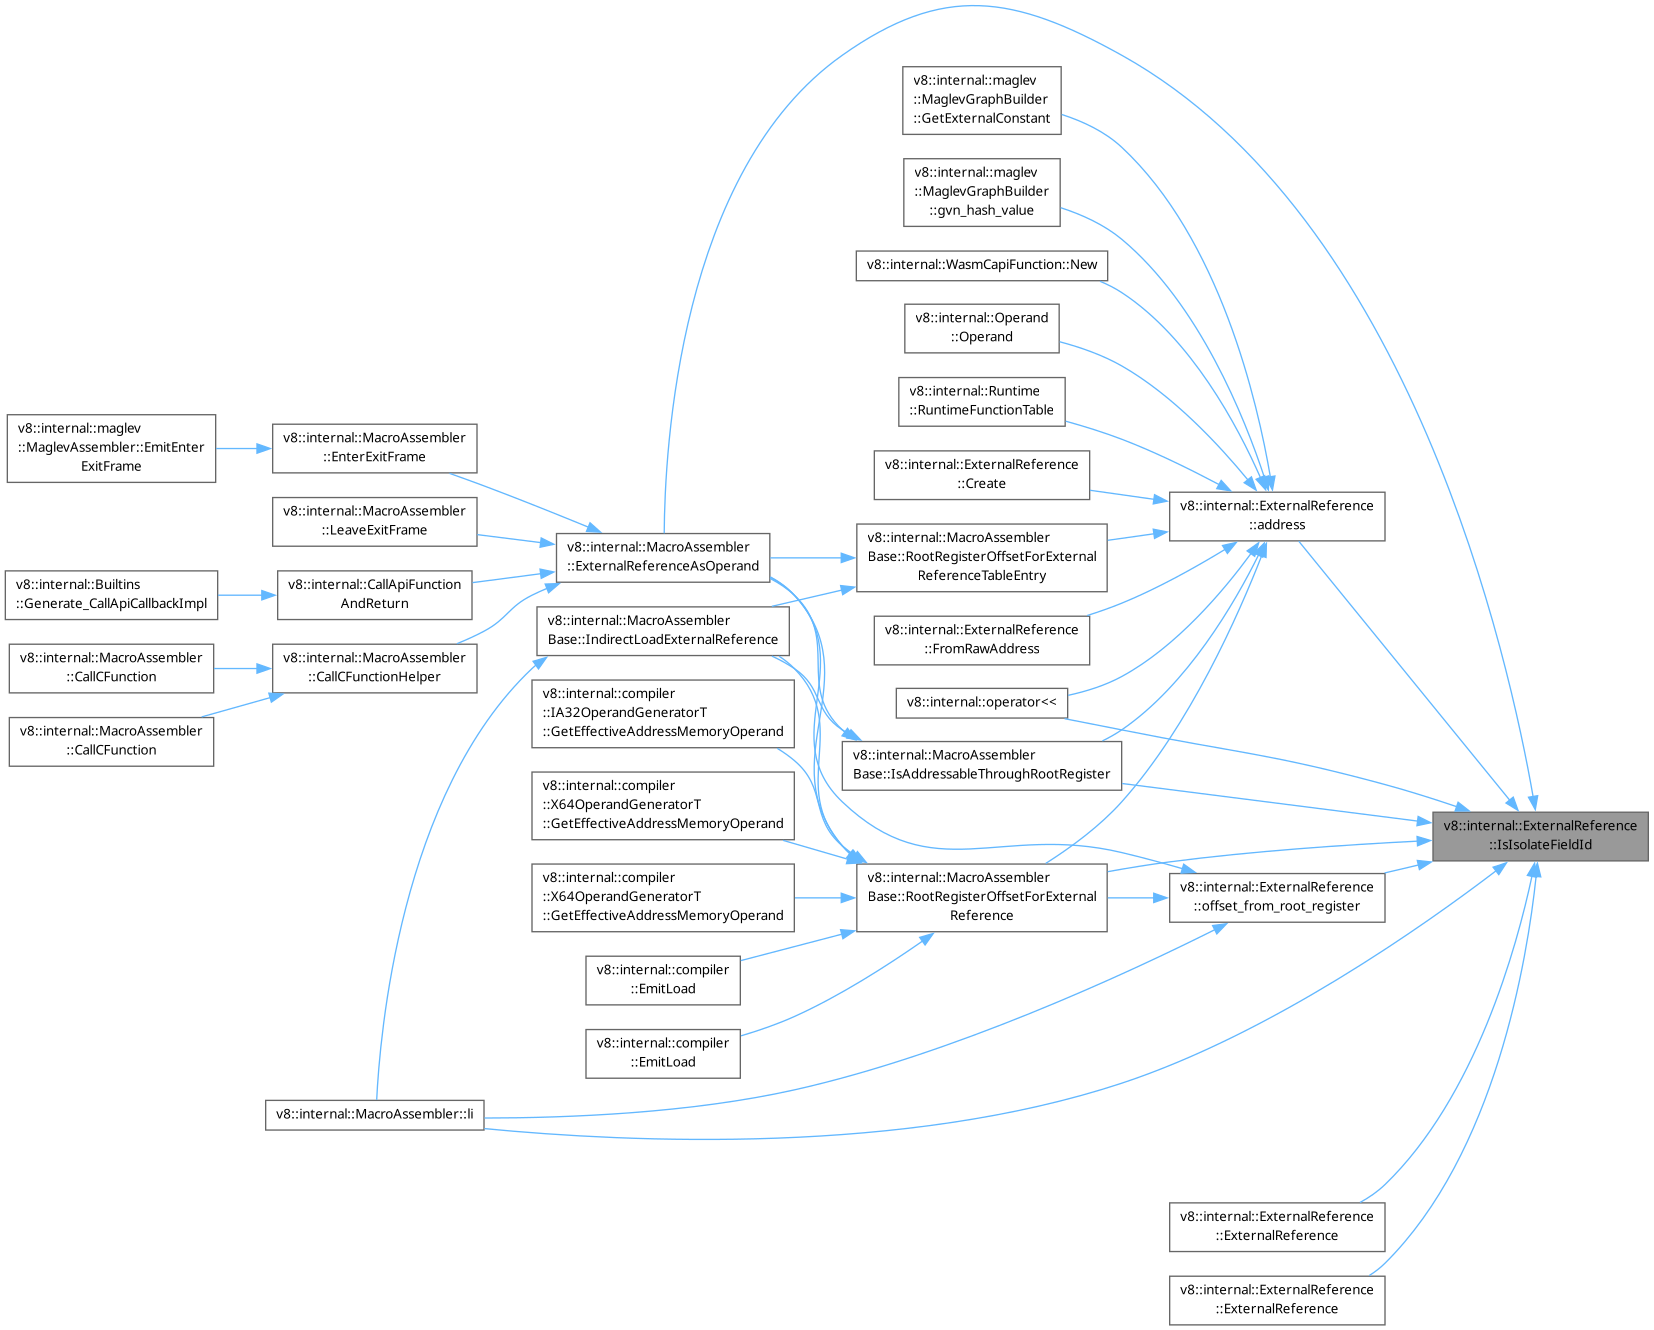 v8::internal::maglev
::MaglevGraphBuilder
::GetExternalConstant
v8::internal::maglev
::MaglevGraphBuilder
::gvn_hash_value
v8::internal::WasmCapiFunction::New
v8::internal::Operand
::Operand
v8::internal::Runtime
::RuntimeFunctionTable
v8::internal::ExternalReference
::Create
v8::internal::maglev
::MaglevAssembler::EmitEnter
ExitFrame
v8::internal::MacroAssembler
::EnterExitFrame
v8::internal::MacroAssembler
::LeaveExitFrame
v8::internal::MacroAssembler
::ExternalReferenceAsOperand
v8::internal::MacroAssembler
Base::RootRegisterOffsetForExternal
ReferenceTableEntry
v8::internal::ExternalReference
::address
v8::internal::Builtins
::Generate_CallApiCallbackImpl
v8::internal::CallApiFunction
AndReturn
v8::internal::MacroAssembler
Base::IndirectLoadExternalReference
v8::internal::ExternalReference
::FromRawAddress
v8::internal::MacroAssembler
::CallCFunction
v8::internal::MacroAssembler
::CallCFunctionHelper
v8::internal::compiler
::IA32OperandGeneratorT
::GetEffectiveAddressMemoryOperand
v8::internal::operator<<
v8::internal::MacroAssembler
::CallCFunction
v8::internal::MacroAssembler
Base::IsAddressableThroughRootRegister
v8::internal::compiler
::X64OperandGeneratorT
::GetEffectiveAddressMemoryOperand
v8::internal::ExternalReference
::IsIsolateFieldId
v8::internal::compiler
::X64OperandGeneratorT
::GetEffectiveAddressMemoryOperand
v8::internal::MacroAssembler
Base::RootRegisterOffsetForExternal
Reference
v8::internal::ExternalReference
::offset_from_root_register
v8::internal::compiler
::EmitLoad
v8::internal::compiler
::EmitLoad
v8::internal::MacroAssembler::li
v8::internal::ExternalReference
::ExternalReference
v8::internal::ExternalReference
::ExternalReference